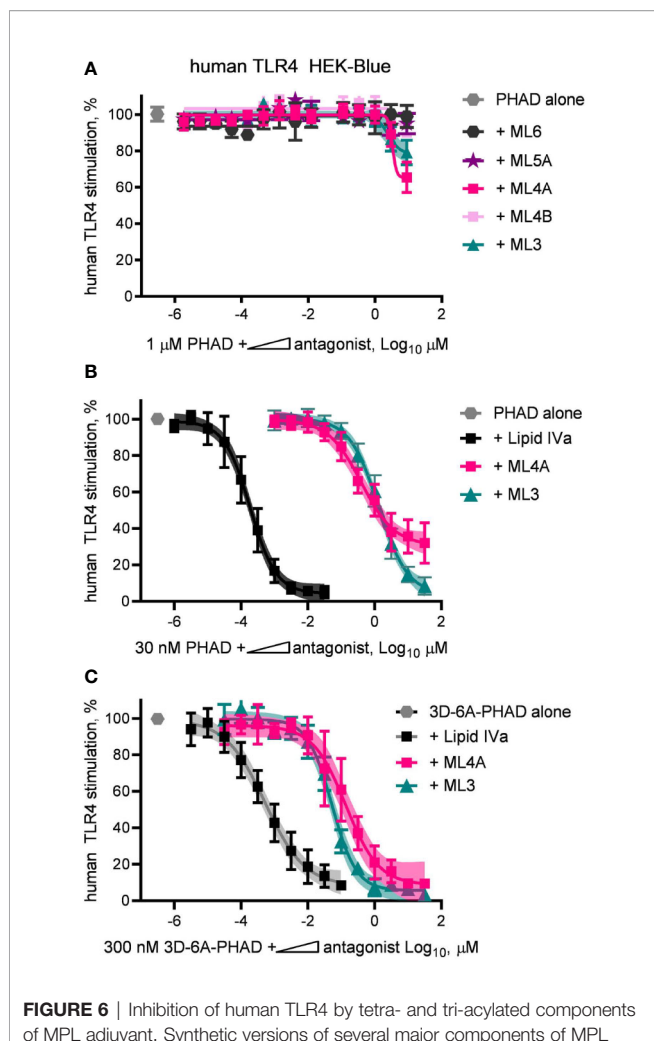 A
human TLR4 HEK-Blue
human TLR4 stimulation, %
100
80
60
40
20
0
-6
-4
-2
0
2
1 μM PHAD + antagonist, Log10 μM
PHAD alone
+ ML6
+ ML5A
+ ML4A
+ ML4B
+ ML3
B
human TLR4 stimulation, %
100
80
60
40
20
0
-6
-4
-2
0
2
30 nM PHAD + antagonist, Log10 μM
PHAD alone
+ Lipid IVa
+ ML4A
+ ML3
C
human TLR4 stimulation, %
100
80
60
40
20
0
-6
-4
-2
0
2
300 nM 3D-6A-PHAD + antagonist Log10, μM
3D-6A-PHAD alone
+ Lipid IVa
+ ML4A
+ ML3
FIGURE 6 | Inhibition of human TLR4 by tetra- and tri-acylated components
of MPL adjuvant. Synthetic versions of several major components of MPL